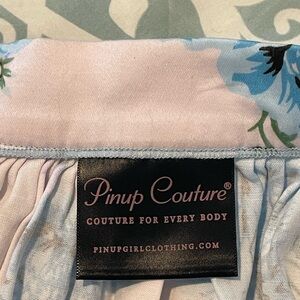 Pinup Couture®
COUTURE FOR EVERY BODY
PINUPGIRLCLOTHING.COM